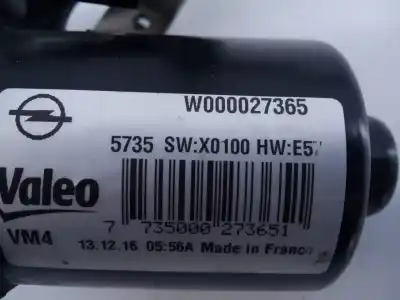 W000027365
5735 SW:X0100 HW:E57
Valeo
7 735000 273651
VM4
13.12.16 05:56A Made in France